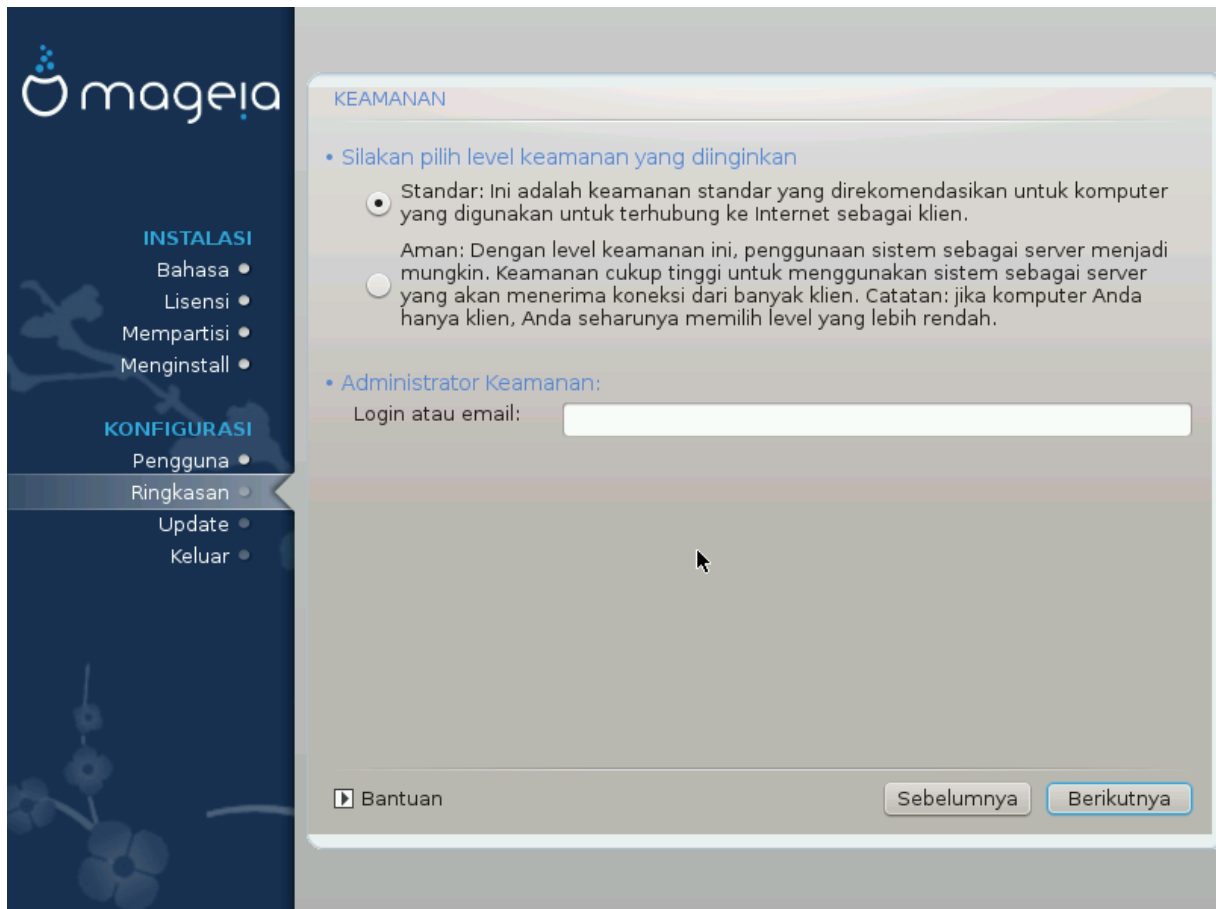 mageia
INSTALASI
Bahasa
Lisensi
Mempartisi
Menginstall
KONFIGURASI
Pengguna
Ringkasan
Update
Keluar
KEAMANAN
• Silakan pilih level keamanan yang diinginkan
Standar: Ini adalah keamanan standar yang direkomendasikan untuk komputer
yang digunakan untuk terhubung ke Internet sebagai klien.
Aman: Dengan level keamanan ini, penggunaan sistem sebagai server menjadi
mungkin. Keamanan cukup tinggi untuk menggunakan sistem sebagai server
yang akan menerima koneksi dari banyak klien. Catatan: jika komputer Anda
hanya klien, Anda seharunya memilih level yang lebih rendah.
• Administrator Keamanan:
Login atau email:
Bantuan
Sebelumnya
Berikutnya